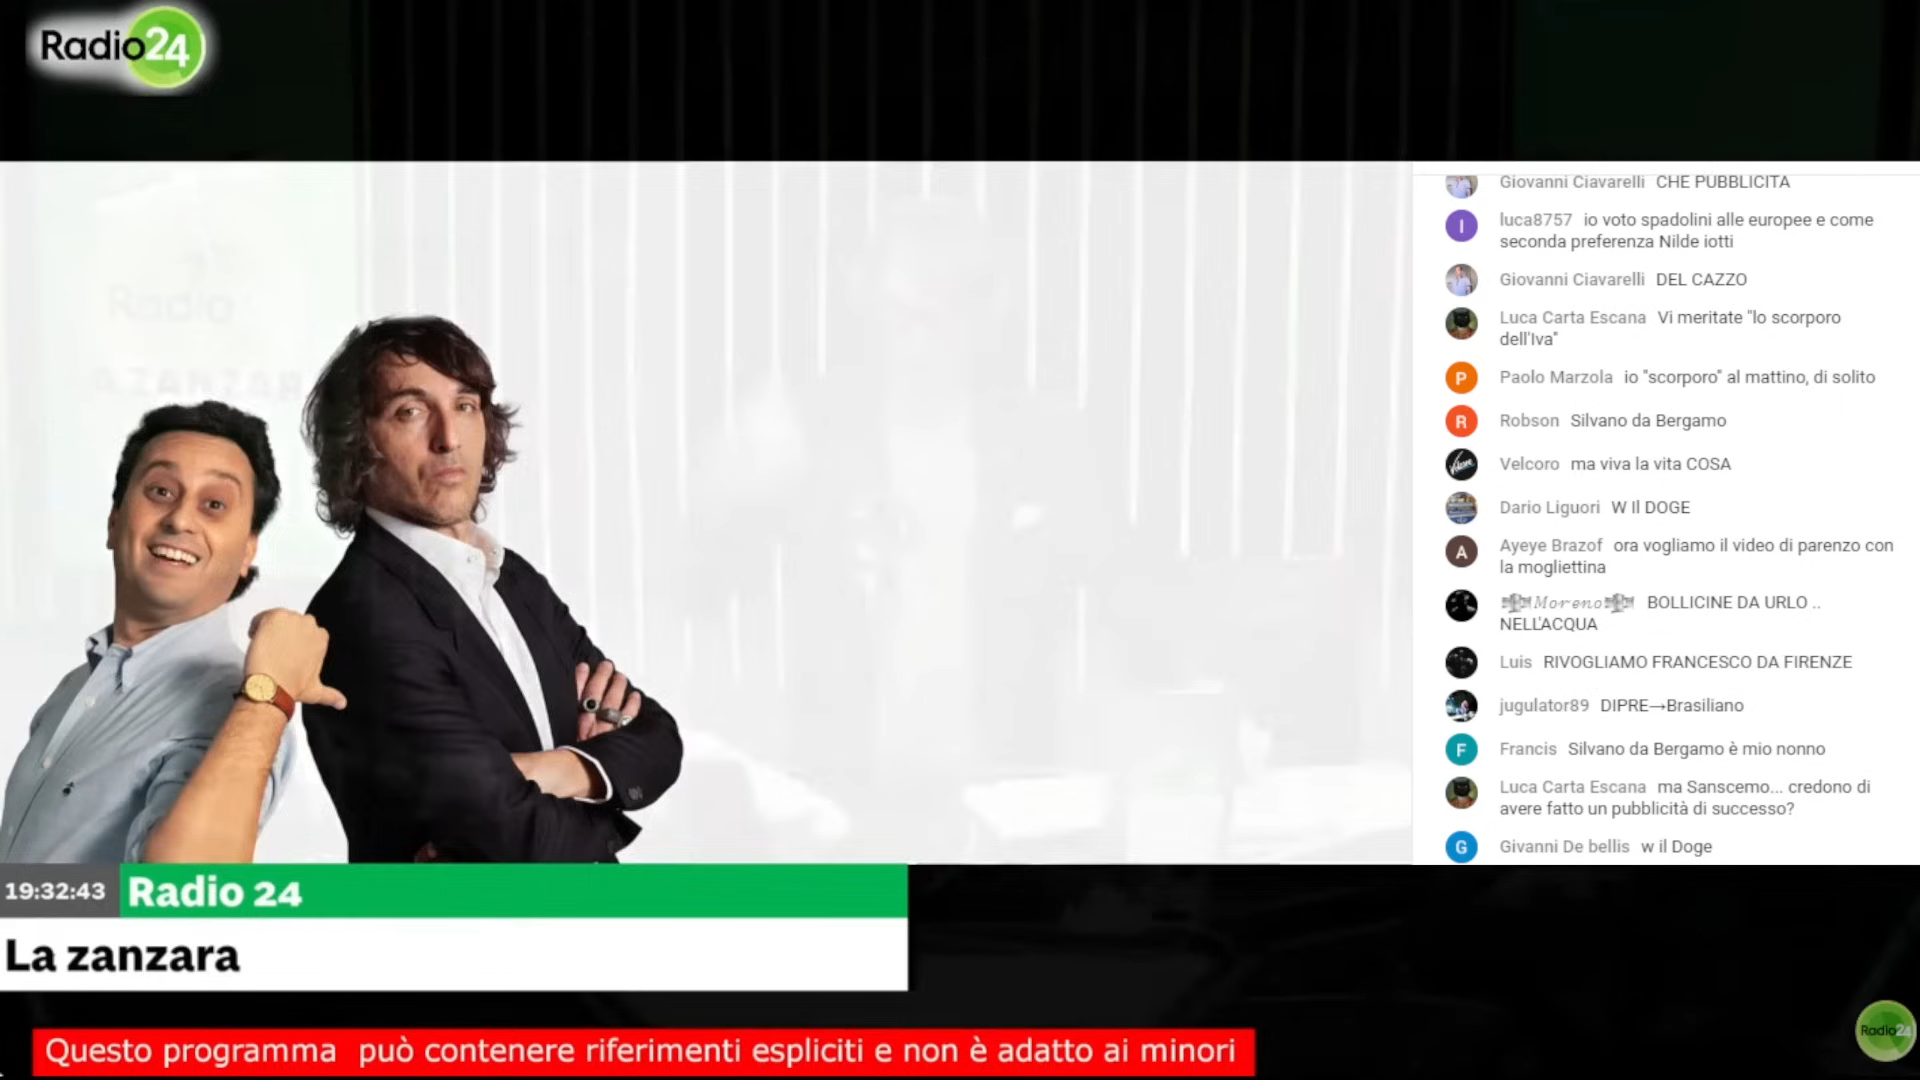 Radio24
Giovanni Ciavarelli CHE PUBBLICITA
luca8757 io voto spadolini alle europee e come
seconda preferenza Nilde iotti
Giovanni Ciavarelli DEL CAZZO
Luca Carta Escana Vi meritate "lo scorporo
dell'Iva"
P
Paolo Marzola io "scorporo" al mattino, di solito
R
Robson Silvano da Bergamo
Velcoro ma viva la vita COSA
Dario Liguori W Il DOGE
A
Ayeye Brazof ora vogliamo il video di parenzo con
la mogliettina
𝓜𝓸𝓻𝓮𝓷𝓸 BOLLICINE DA URLO ..
NELL'ACQUA
Luis RIVOGLIAMO FRANCESCO DA FIRENZE
jugulator89 DIPRE→Brasiliano
F
Francis Silvano da Bergamo è mio nonno
Luca Carta Escana ma Sanscemo... credono di
avere fatto un pubblicità di successo?
G
Givanni De bellis w il Doge
Radio
19:32:43
Radio 24
La zanzara
Questo programma può contenere riferimenti espliciti e non è adatto ai minori
Radio24